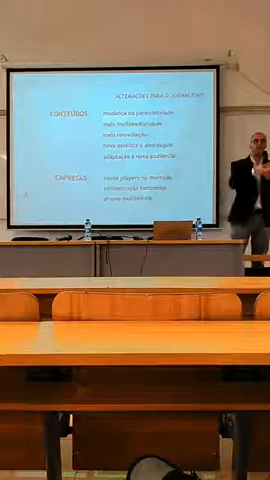 ALTERAÇÕES PARA O JORNALISMO
CONTEÚDOS mudança na periodicidade
mais multimedialidade
mais remediação
nova estética e abordagem
adaptação à nova audiência
EMPRESAS novos players no mercado
concentração horizontal
grupos multimédia